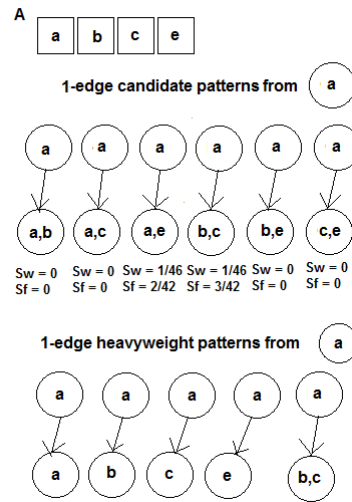 A
a b c e
1-edge candidate patterns from a
a a a a a a
a,b a,c a,e b,c b,e c,e
Sw = 0 Sw = 0 Sw = 1/46 Sw = 1/46 Sw = 0 Sw = 0
Sf = 0 Sf = 0 Sf = 2/42 Sf = 3/42 Sf = 0 Sf = 0
1-edge heavyweight patterns from a
a a a a a
a b c e b,c